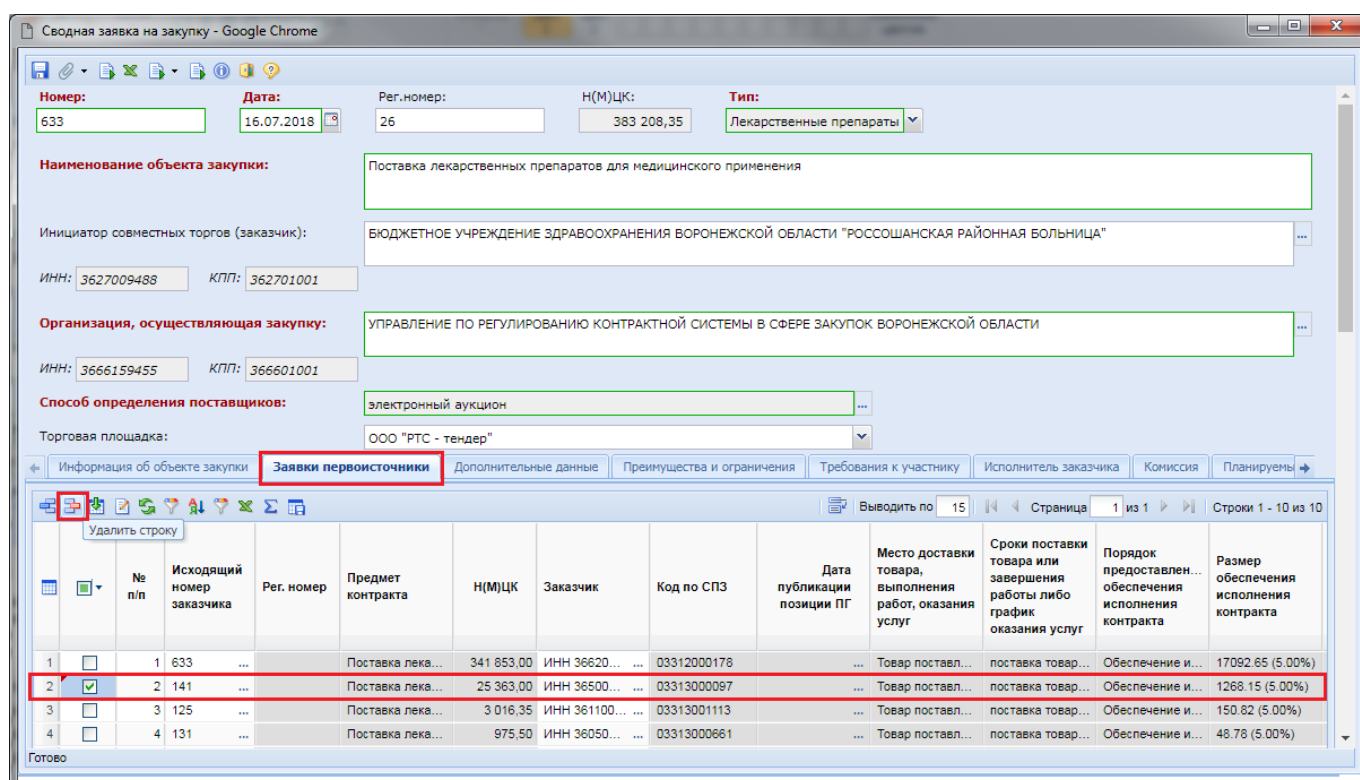 Сводная заявка на закупку - Google Chrome
Номер: Дата: Рег.номер: Н(М)ЦК: Тип:
633 16.07.2018 26 383 208,35 Лекарственные препараты
Наименование объекта закупки: Поставка лекарственных препаратов для медицинского применения
Инициатор совместных торгов (заказчик): БЮДЖЕТНОЕ УЧРЕЖДЕНИЕ ЗДРАВООХРАНЕНИЯ ВОРОНЕЖСКОЙ ОБЛАСТИ "РОССОШАНСКАЯ РАЙОННАЯ БОЛЬНИЦА" ...
ИНН: 3627009488 КПП: 362701001
Организация, осуществляющая закупку: УПРАВЛЕНИЕ ПО РЕГУЛИРОВАНИЮ КОНТРАКТНОЙ СИСТЕМЫ В СФЕРЕ ЗАКУПОК ВОРОНЕЖСКОЙ ОБЛАСТИ ...
ИНН: 3666159455 КПП: 366601001
Способ определения поставщиков: электронный аукцион ...
Торговая площадка: ООО "РТС - тендер"
Информация об объекте закупки Заявки первоисточники Дополнительные данные Преимущества и ограничения Требования к участнику Исполнитель заказчика Комиссия Планируемы
Выводить по 15 Страница 1 из 1 Строки 1 - 10 из 10
Удалить строку
№ п/п Исходящий номер заказчика Рег. номер Предмет контракта Н(М)ЦК Заказчик Код по СПЗ Дата публикации позиции ПГ Место доставки товара, выполнения работ, оказания услуг Сроки поставки товара или завершения работы либо график оказания услуг Порядок предоставлен... обеспечения исполнения контракта Размер обеспечения исполнения контракта
1 1 633 ... Поставка лека... 341 853,00 ИНН 36620... ... 03312000178 ... Товар поставл... поставка товар... Обеспечение и... 17092.65 (5.00%)
2 2 141 ... Поставка лека... 25 363,00 ИНН 36500... ... 03313000097 ... Товар поставл... поставка товар... Обеспечение и... 1268.15 (5.00%)
3 3 125 ... Поставка лека... 3 016,35 ИНН 361100... ... 03313001113 ... Товар поставл... поставка товар... Обеспечение и... 150.82 (5.00%)
4 4 131 ... Поставка лека... 975,50 ИНН 36050... ... 03313000661 ... Товар поставл... поставка товар... Обеспечение и... 48.78 (5.00%)
Готово